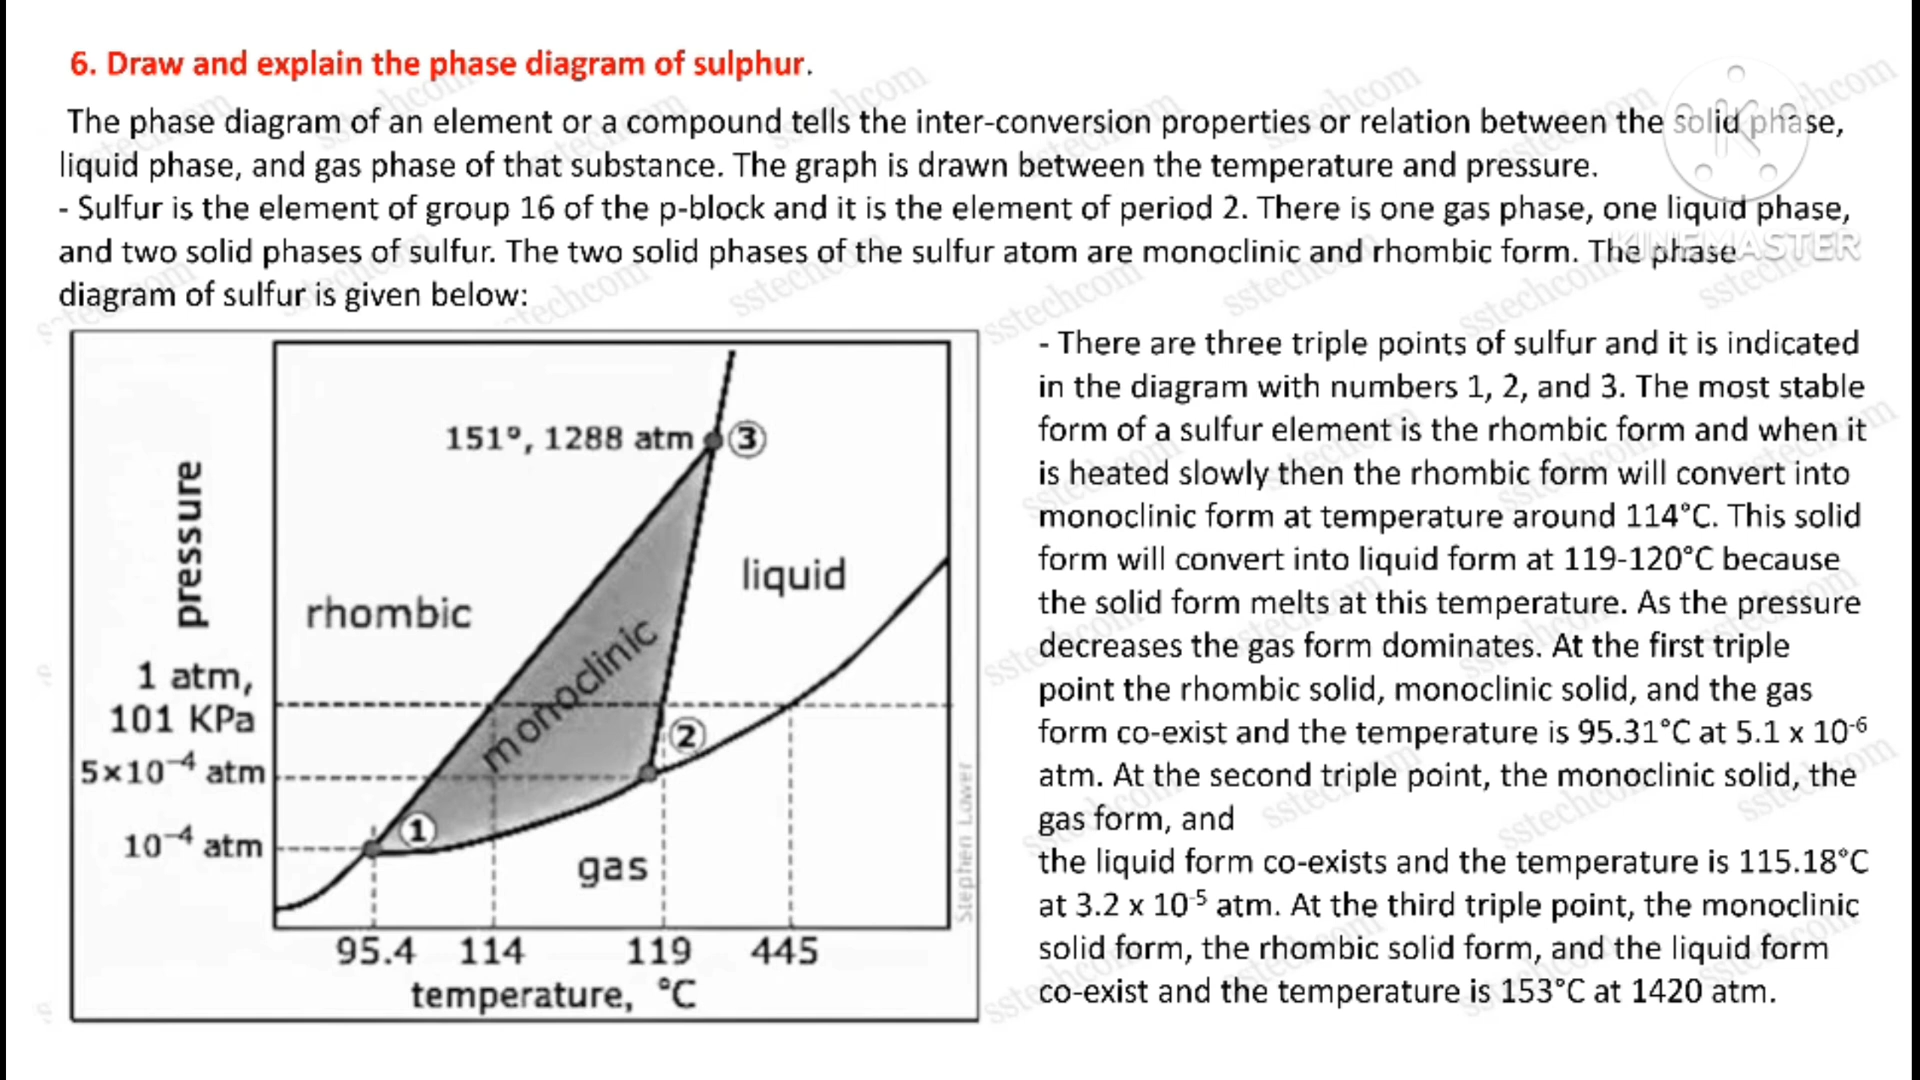 6. Draw and explain the phase diagram of sulphur.
The phase diagram of an element or a compound tells the inter-conversion properties or relation between the solid phase,
liquid phase, and gas phase of that substance. The graph is drawn between the temperature and pressure.
- Sulfur is the element of group 16 of the p-block and it is the element of period 2. There is one gas phase, one liquid phase,
and two solid phases of sulfur. The two solid phases of the sulfur atom are monoclinic and rhombic form. The phase
KINEMASTER
diagram of sulfur is given below:
pressure
151°, 1288 atm ③
liquid
rhombic
monoclinic
1 atm,
101 KPa
②
5×10⁻⁴ atm
①
10⁻⁴ atm
gas
Stephen Lower
95.4 114 119 445
temperature, °C
- There are three triple points of sulfur and it is indicated
in the diagram with numbers 1, 2, and 3. The most stable
form of a sulfur element is the rhombic form and when it
is heated slowly then the rhombic form will convert into
monoclinic form at temperature around 114°C. This solid
form will convert into liquid form at 119-120°C because
the solid form melts at this temperature. As the pressure
decreases the gas form dominates. At the first triple
point the rhombic solid, monoclinic solid, and the gas
form co-exist and the temperature is 95.31°C at 5.1 x 10⁻⁶
atm. At the second triple point, the monoclinic solid, the
gas form, and
the liquid form co-exists and the temperature is 115.18°C
at 3.2 x 10⁻⁵ atm. At the third triple point, the monoclinic
solid form, the rhombic solid form, and the liquid form
co-exist and the temperature is 153°C at 1420 atm.
sstechcom